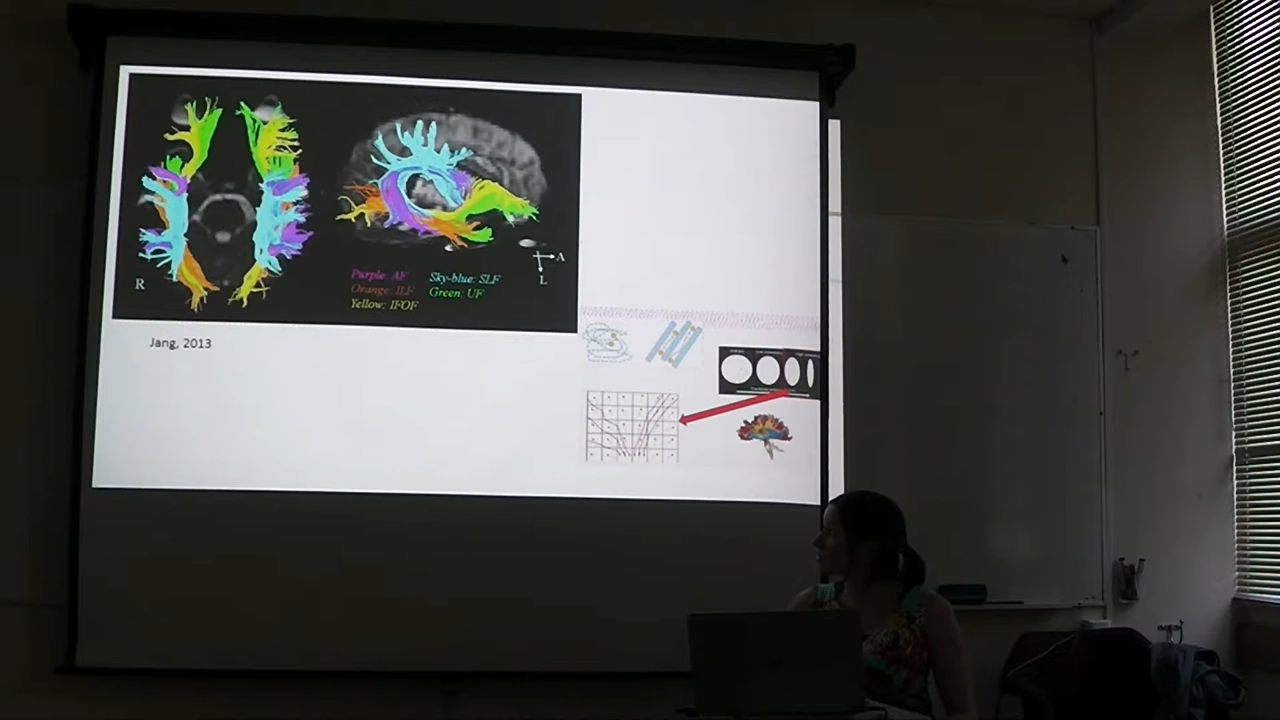 R
Purple: AF
Orange: ILF
Yellow: IFOF
Sky-blue: SLF
Green: UF
A
L
Jang, 2013